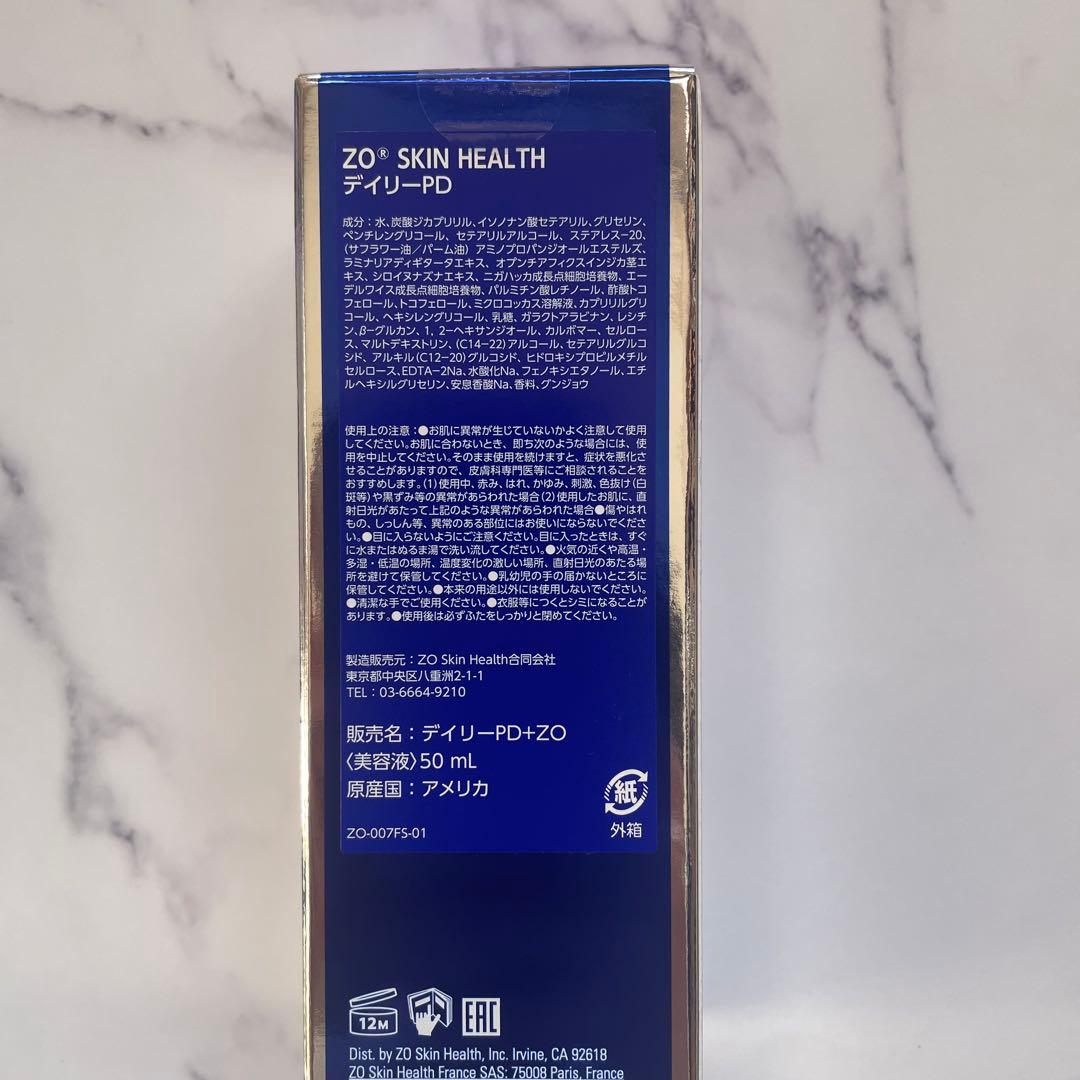 ZO® SKIN HEALTH
デイリーPD
成分：水、炭酸ジカプリリル、イソノナン酸セテアリル、グリセリン、
ペンチレングリコール、セテアリルアルコール、ステアレス−20、
（サフラワー油／パーム油）アミノプロパンジオールエステルズ、
ラミナリアディギタータエキス、オプンチアフィクスインジカ茎エ
キス、シロイヌナズナエキス、ニガハッカ成長点細胞培養物、エー
デルワイス成長点細胞培養物、パルミチン酸レチノール、酢酸トコ
フェロール、トコフェロール、ミクロコッカス溶解液、カプリリルグリ
コール、ヘキシレングリコール、乳糖、ガラクトアラビナン、レシチ
ン、β−グルカン、1，2−ヘキサンジオール、カルボマー、セルロー
ス、マルトデキストリン、（C14−22）アルコール、セテアリルグルコ
シド、アルキル（C12−20）グルコシド、ヒドロキシプロピルメチル
セルロース、EDTA−2Na、水酸化Na、フェノキシエタノール、エチ
ルヘキシルグリセリン、安息香酸Na、香料、グンジョウ
使用上の注意：●お肌に異常が生じていないかよく注意して使用
してください。お肌に合わないとき、即ち次のような場合には、使
用を中止してください。そのまま使用を続けますと、症状を悪化さ
せることがありますので、皮膚科専門医等にご相談されることを
おすすめします。（1）使用中、赤み、はれ、かゆみ、刺激、色抜け（白
斑等）や黒ずみ等の異常があらわれた場合（2）使用したお肌に、直
射日光があたって上記のような異常があらわれた場合●傷やはれ
もの、しっしん等、異常のある部位にはお使いにならないでくださ
い。●目に入らないようにご注意ください。目に入ったときは、すぐ
に水またはぬるま湯で洗い流してください。●火気の近くや高温・
多湿・低温の場所、温度変化の激しい場所、直射日光のあたる場
所を避けて保管してください。●乳幼児の手の届かないところに
保管してください。●本来の用途以外には使用しないでください。
●清潔な手でご使用ください。●衣服等につくとシミになることが
あります。●使用後は必ずふたをしっかりと閉めてください。
製造販売元：ZO Skin Health合同会社
東京都中央区八重洲2-1-1
TEL：03-6664-9210
販売名：デイリーPD+ZO
〈美容液〉50 mL
原産国：アメリカ
紙
外箱
ZO-007FS-01
12M
EAC
Dist. by ZO Skin Health, Inc. Irvine, CA 92618
ZO Skin Health France SAS: 75008 Paris, France